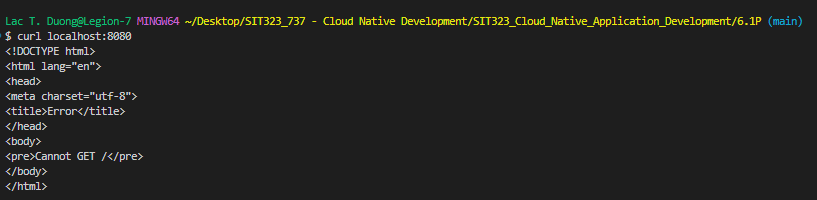 Lac T. Duong@Legion-7 MINGW64 ~/Desktop/SIT323_737 - Cloud Native Development/SIT323_Cloud_Native_Application_Development/6.1P (main)
$ curl localhost:8080
<!DOCTYPE html>
<html lang="en">
<head>
<meta charset="utf-8">
<title>Error</title>
</head>
<body>
<pre>Cannot GET /</pre>
</body>
</html>